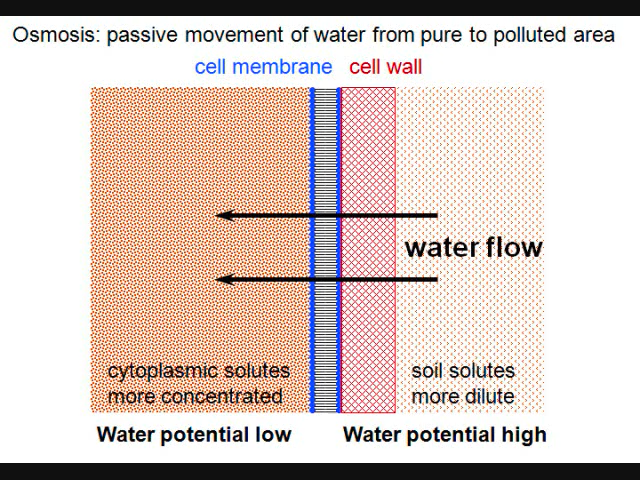 Osmosis: passive movement of water from pure to polluted area
cell membrane cell wall
water flow
cytoplasmic solutes
more concentrated
soil solutes
more dilute
Water potential low
Water potential high